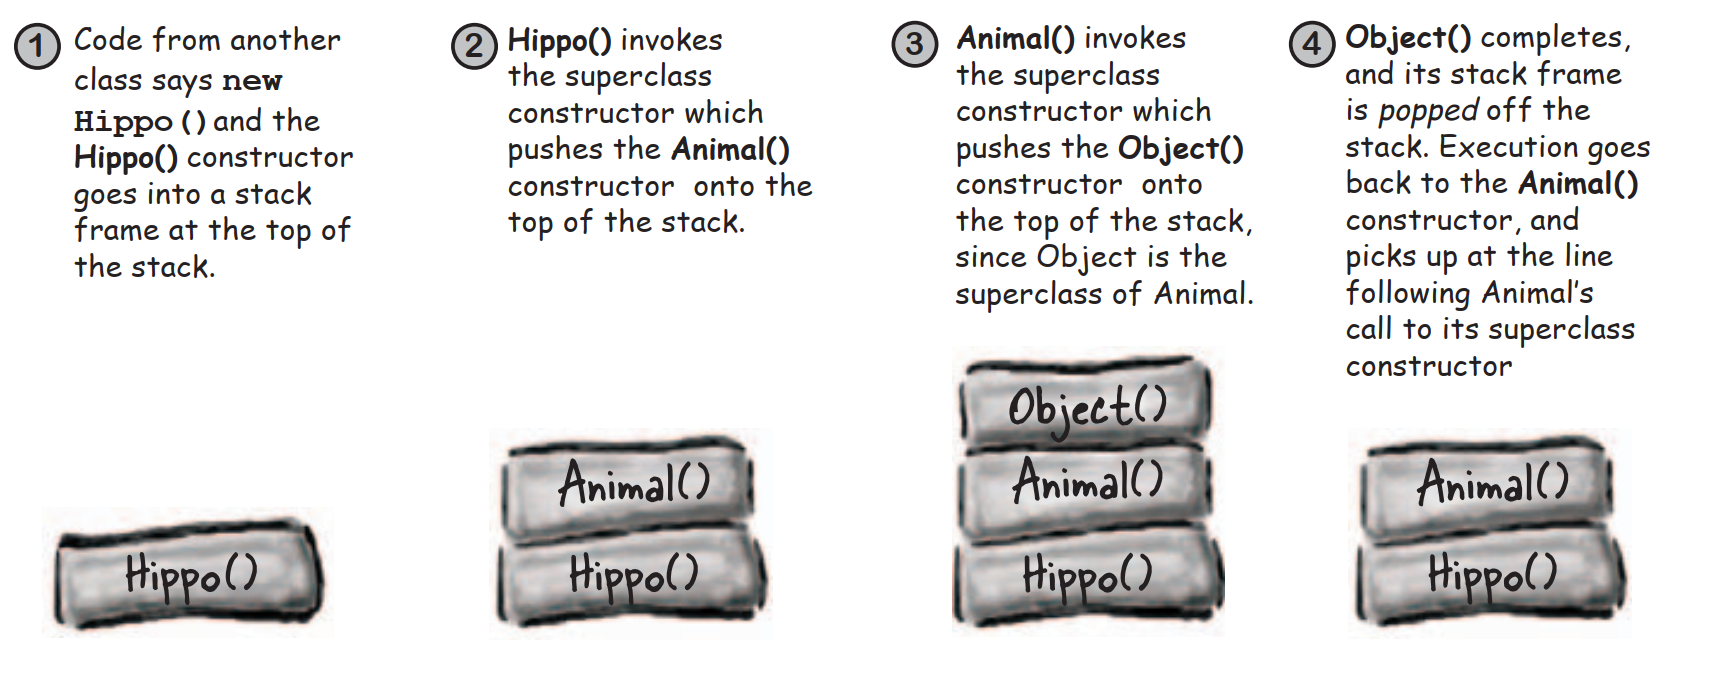 1
Code from another
class says new
Hippo() and the
Hippo() constructor
goes into a stack
frame at the top of
the stack.
Hippo()
2
Hippo() invokes
the superclass
constructor which
pushes the Animal()
constructor onto the
top of the stack.
Animal()
Hippo()
3
Animal() invokes
the superclass
constructor which
pushes the Object()
constructor onto
the top of the stack,
since Object is the
superclass of Animal.
Object()
Animal()
Hippo()
4
Object() completes,
and its stack frame
is popped off the
stack. Execution goes
back to the Animal()
constructor, and
picks up at the line
following Animal’s
call to its superclass
constructor
Animal()
Hippo()